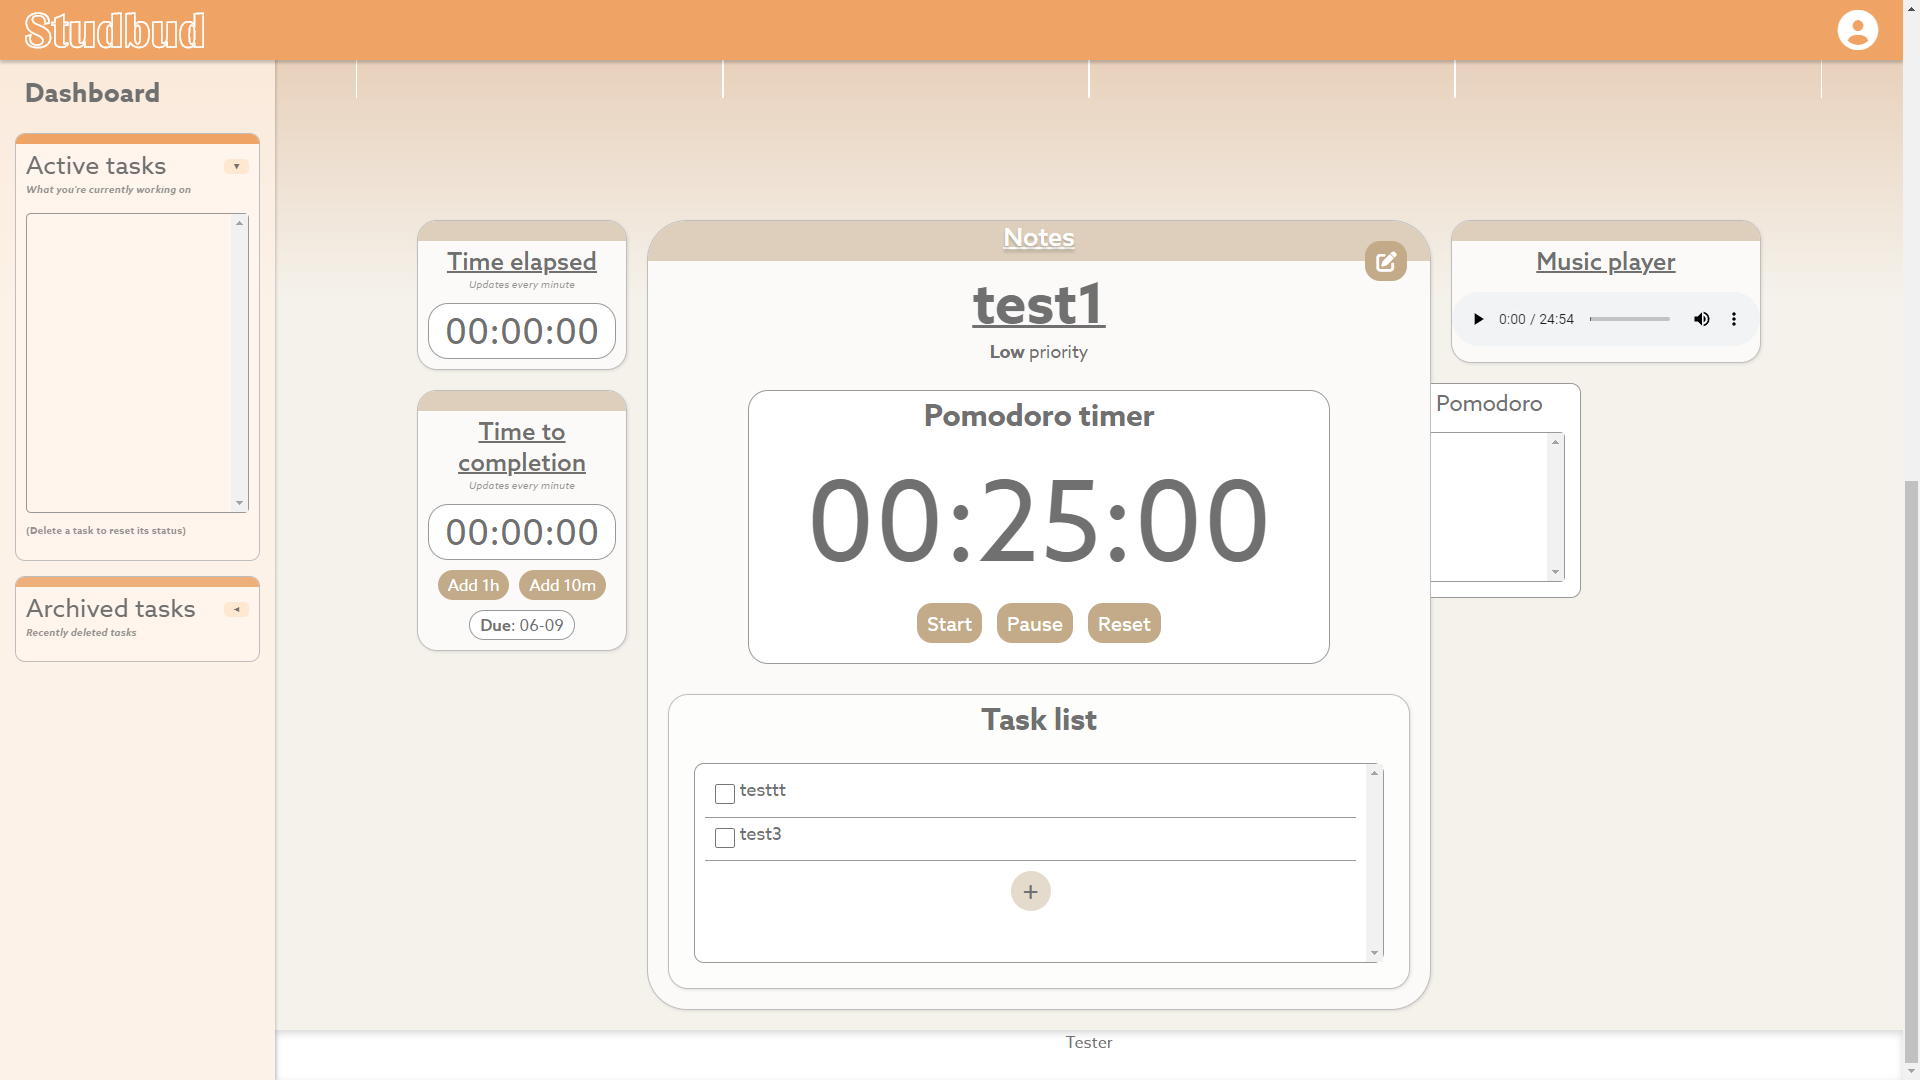 Studbud
Dashboard
Active tasks
What you're currently working on
(Delete a task to reset its status)
Archived tasks
Recently deleted tasks
Time elapsed
Updates every minute
00:00:00
Time to
completion
Updates every minute
00:00:00
Add 1h
Add 10m
Due: 06-09
Notes
test1
Low priority
Pomodoro timer
00:25:00
Start
Pause
Reset
Task list
testtt
test3
+
Music player
0:00 / 24:54
Pomodoro
Tester